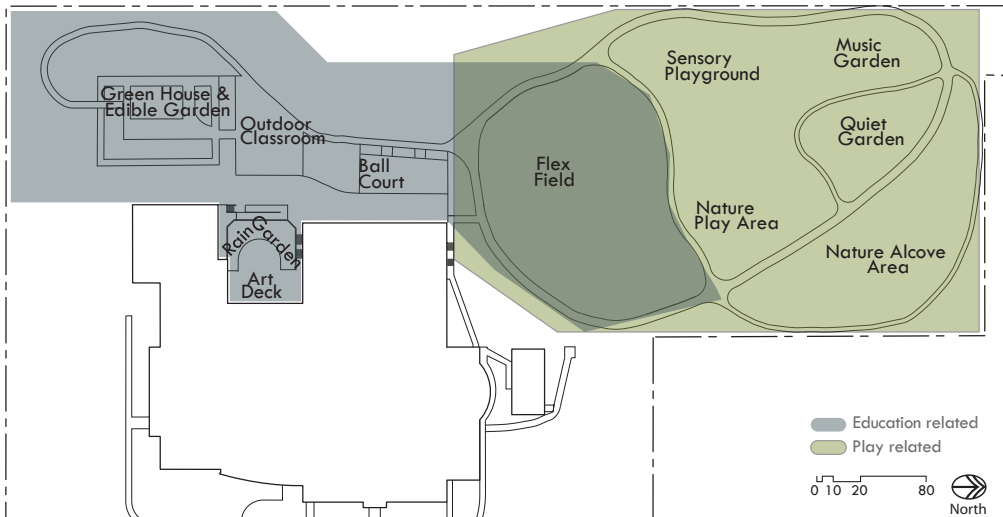 Green House &
Edible Garden
Outdoor
Classroom
Ball
Court
Rain Garden
Art
Deck
Flex
Field
Sensory
Playground
Music
Garden
Quiet
Garden
Nature
Play Area
Nature Alcove
Area
Education related
Play related
0 10 20 80
North